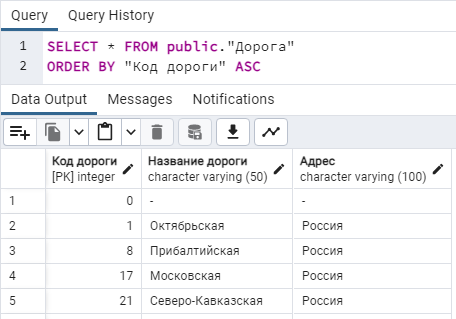 Query Query History
1 SELECT * FROM public."Дорога"
2 ORDER BY "Код дороги" ASC
Data Output Messages Notifications
Код дороги Название дороги Адрес
[PK] integer character varying (50) character varying (100)
1 0 - -
2 1 Октябрьская Россия
3 8 Прибалтийская Россия
4 17 Московская Россия
5 21 Северо-Кавказская Россия